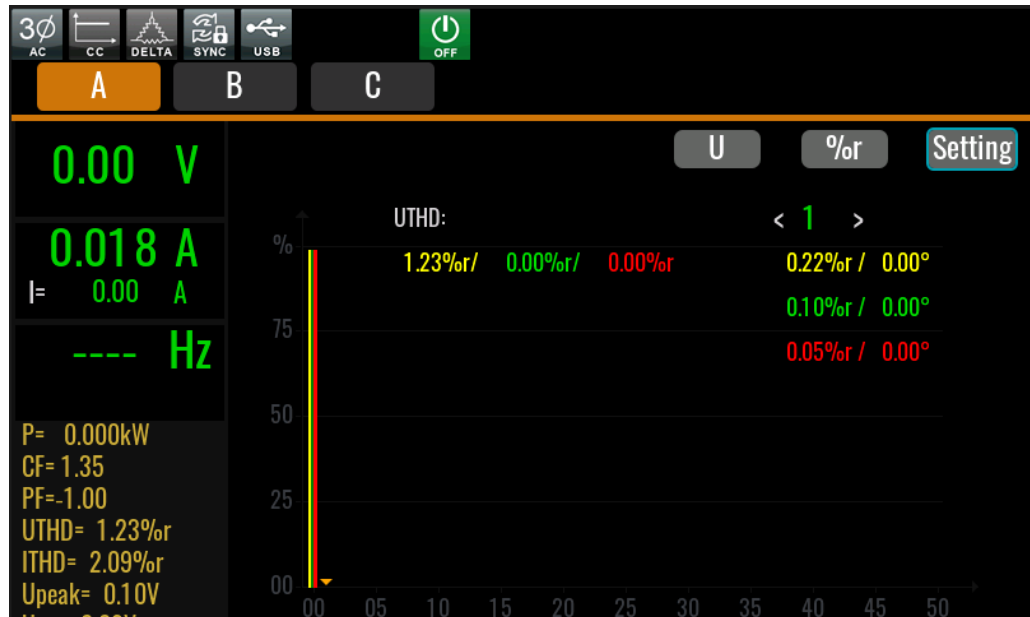 3Ø AC CC DELTA SYNC USB OFF
A B C
U %r Setting
0.00 V
0.018 A
I= 0.00 A
---- Hz
P= 0.000kW
CF= 1.35
PF=-1.00
UTHD= 1.23%r
ITHD= 2.09%r
Upeak= 0.10V
UTHD: < 1 >
1.23%r/ 0.00%r/ 0.00%r 0.22%r / 0.00°
0.10%r / 0.00°
0.05%r / 0.00°
%
75
50
25
00
00 05 10 15 20 25 30 35 40 45 50